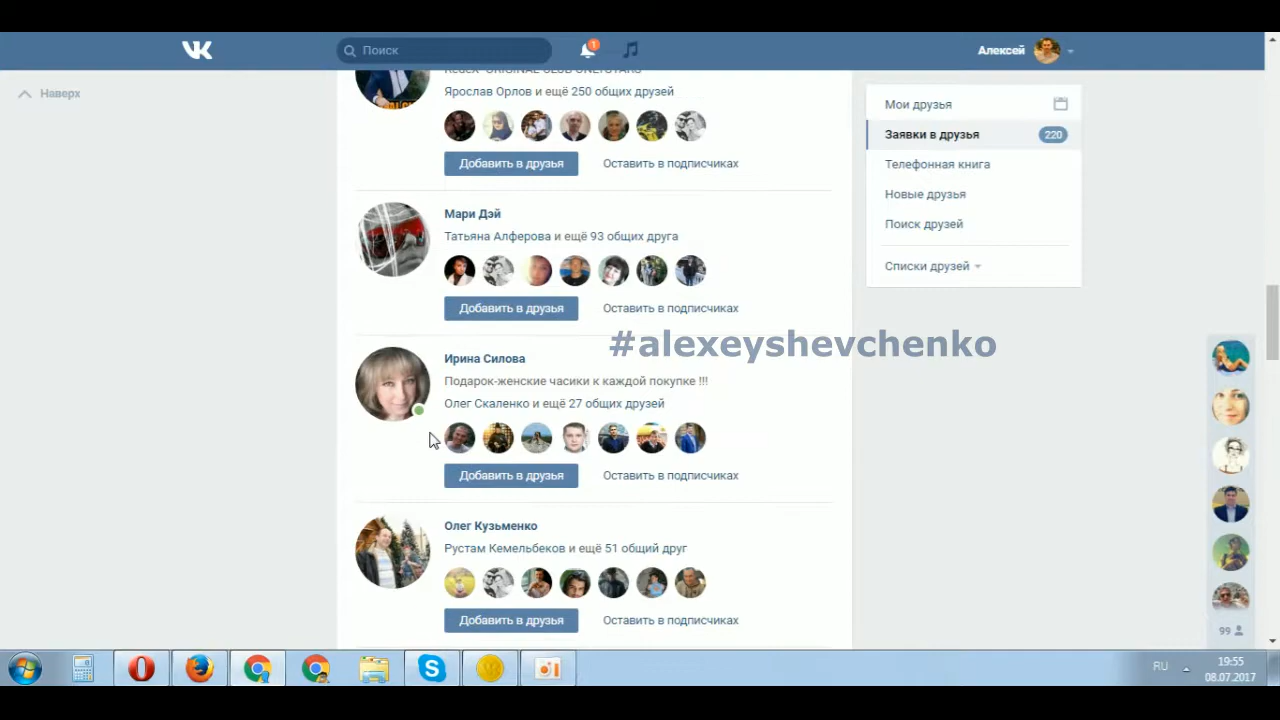 VK
Поиск
1
Алексей
Наверх
Ярослав Орлов и ещё 250 общих друзей
Добавить в друзья
Оставить в подписчиках
Мари Дэй
Татьяна Алферова и ещё 93 общих друга
Добавить в друзья
Оставить в подписчиках
#alexeyshevchenko
Ирина Силова
Подарок-женские часики к каждой покупке !!!
Олег Скаленко и ещё 27 общих друзей
Добавить в друзья
Оставить в подписчиках
Олег Кузьменко
Рустам Кемельбеков и ещё 51 общий друг
Добавить в друзья
Оставить в подписчиках
Мои друзья
Заявки в друзья
220
Телефонная книга
Новые друзья
Поиск друзей
Списки друзей
99
RU
19:55
08.07.2017